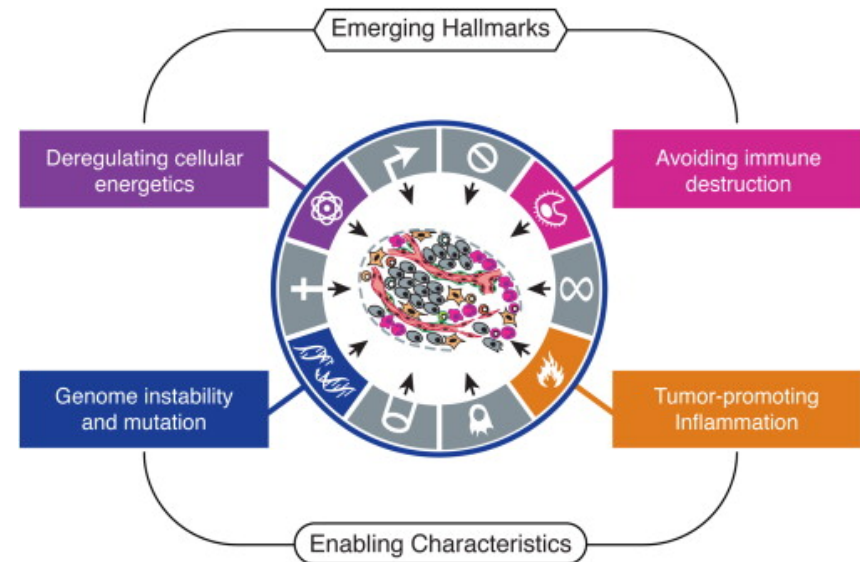 Emerging Hallmarks
Deregulating cellular
energetics
Avoiding immune
destruction
Genome instability
and mutation
Tumor-promoting
Inflammation
Enabling Characteristics